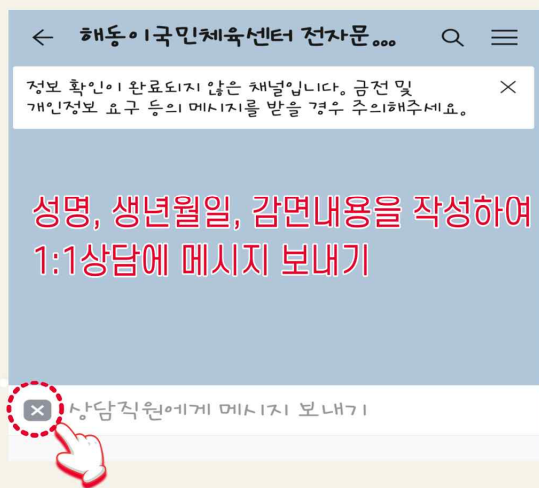 해동이국민체육센터 전자문...
정보 확인이 완료되지 않은 채널입니다. 금전 및
개인정보 요구 등의 메시지를 받을 경우 주의해주세요.
성명, 생년월일, 감면내용을 작성하여
1:1상담에 메시지 보내기
상담직원에게 메시지 보내기